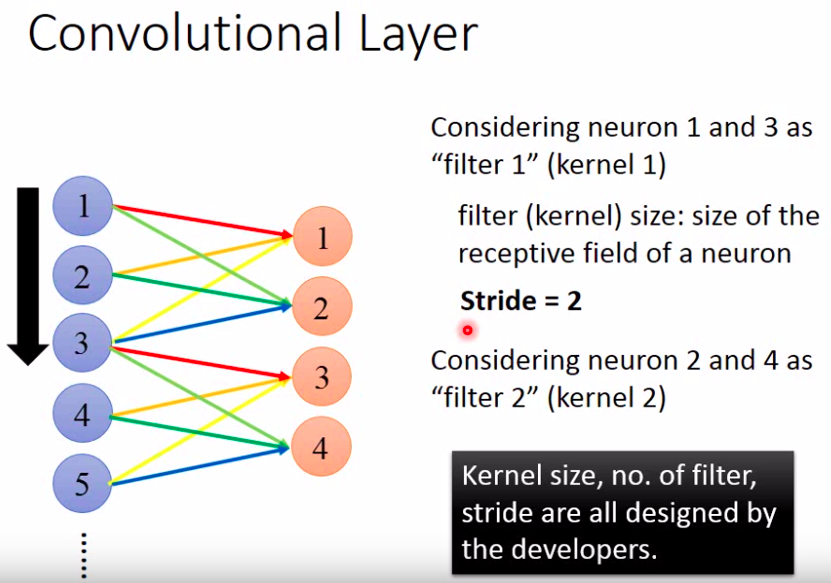 Convolutional Layer
Considering neuron 1 and 3 as
“filter 1” (kernel 1)
filter (kernel) size: size of the
receptive field of a neuron
Stride = 2
Considering neuron 2 and 4 as
“filter 2” (kernel 2)
Kernel size, no. of filter,
stride are all designed by
the developers.
1
2
3
4
5
1
2
3
4